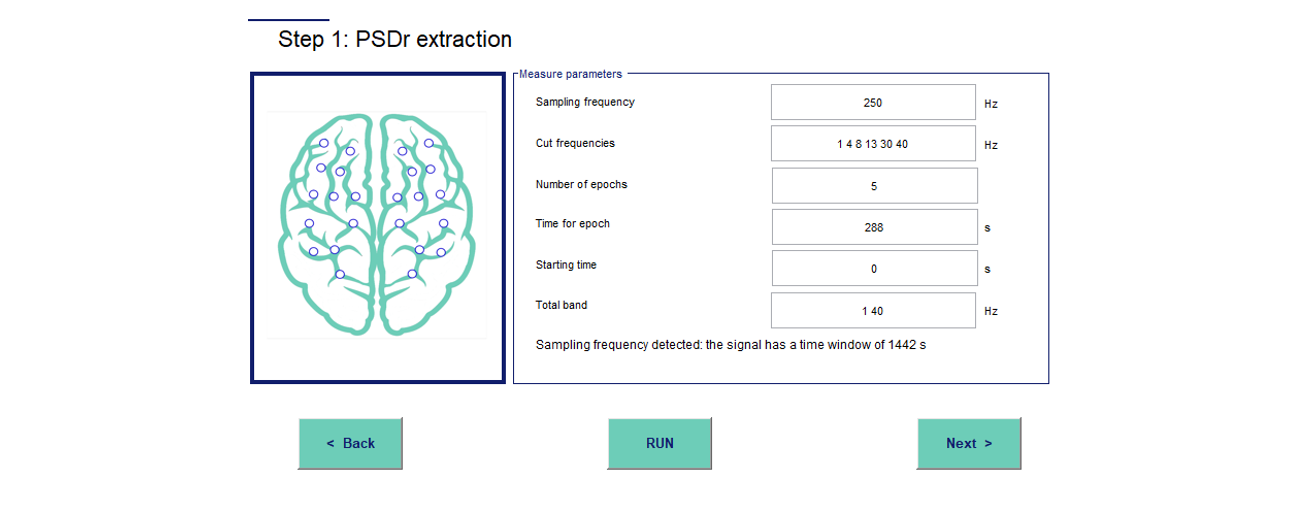 Step 1: PSDr extraction
Measure parameters
Sampling frequency 250 Hz
Cut frequencies 1 4 8 13 30 40 Hz
Number of epochs 5
Time for epoch 288 s
Starting time 0 s
Total band 1 40 Hz
Sampling frequency detected: the signal has a time window of 1442 s
< Back RUN Next >